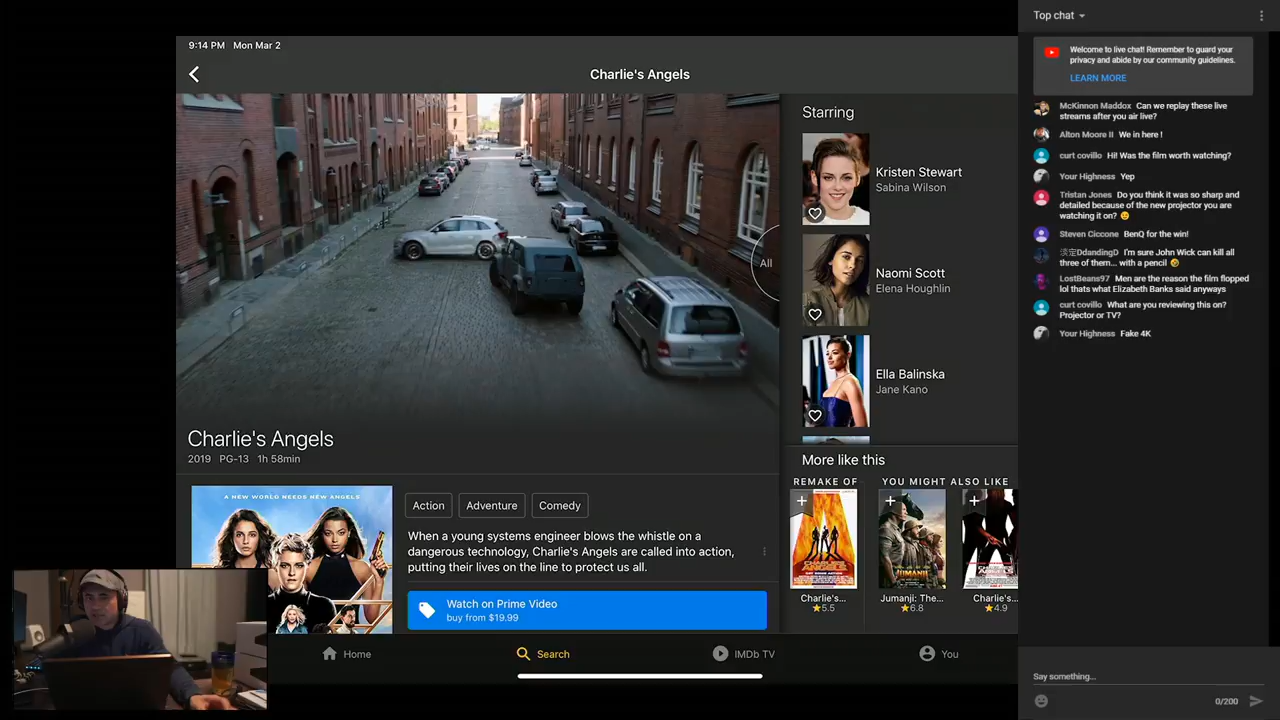 9:14 PM Mon Mar 2
Charlie's Angels
All
Charlie's Angels
2019 PG-13 1h 58min
A NEW WORLD NEEDS NEW ANGELS
Action Adventure Comedy
When a young systems engineer blows the whistle on a
dangerous technology, Charlie's Angels are called into action,
putting their lives on the line to protect us all.
Watch on Prime Video
buy from $19.99
Starring
Kristen Stewart
Sabina Wilson
Naomi Scott
Elena Houghlin
Ella Balinska
Jane Kano
More like this
REMAKE OF
YOU MIGHT ALSO LIKE
Charlie's...
5.5
Jumanji: The...
6.8
Charlie's...
4.9
Home Search IMDb TV You
Top chat
Welcome to live chat! Remember to guard your
privacy and abide by our community guidelines.
LEARN MORE
McKinnon Maddox Can we replay these live
streams after you air live?
Alton Moore II We in here !
curt covillo Hi! Was the film worth watching?
Your Highness Yep
Tristan Jones Do you think it was so sharp and
detailed because of the new projector you are
watching it on?
Steven Ciccone BenQ for the win!
淡定DdandingD I'm sure John Wick can kill all
three of them... with a pencil
LostBeans97 Men are the reason the film flopped
lol thats what Elizabeth Banks said anyways
curt covillo What are you reviewing this on?
Projector or TV?
Your Highness Fake 4K
Say something...
0/200